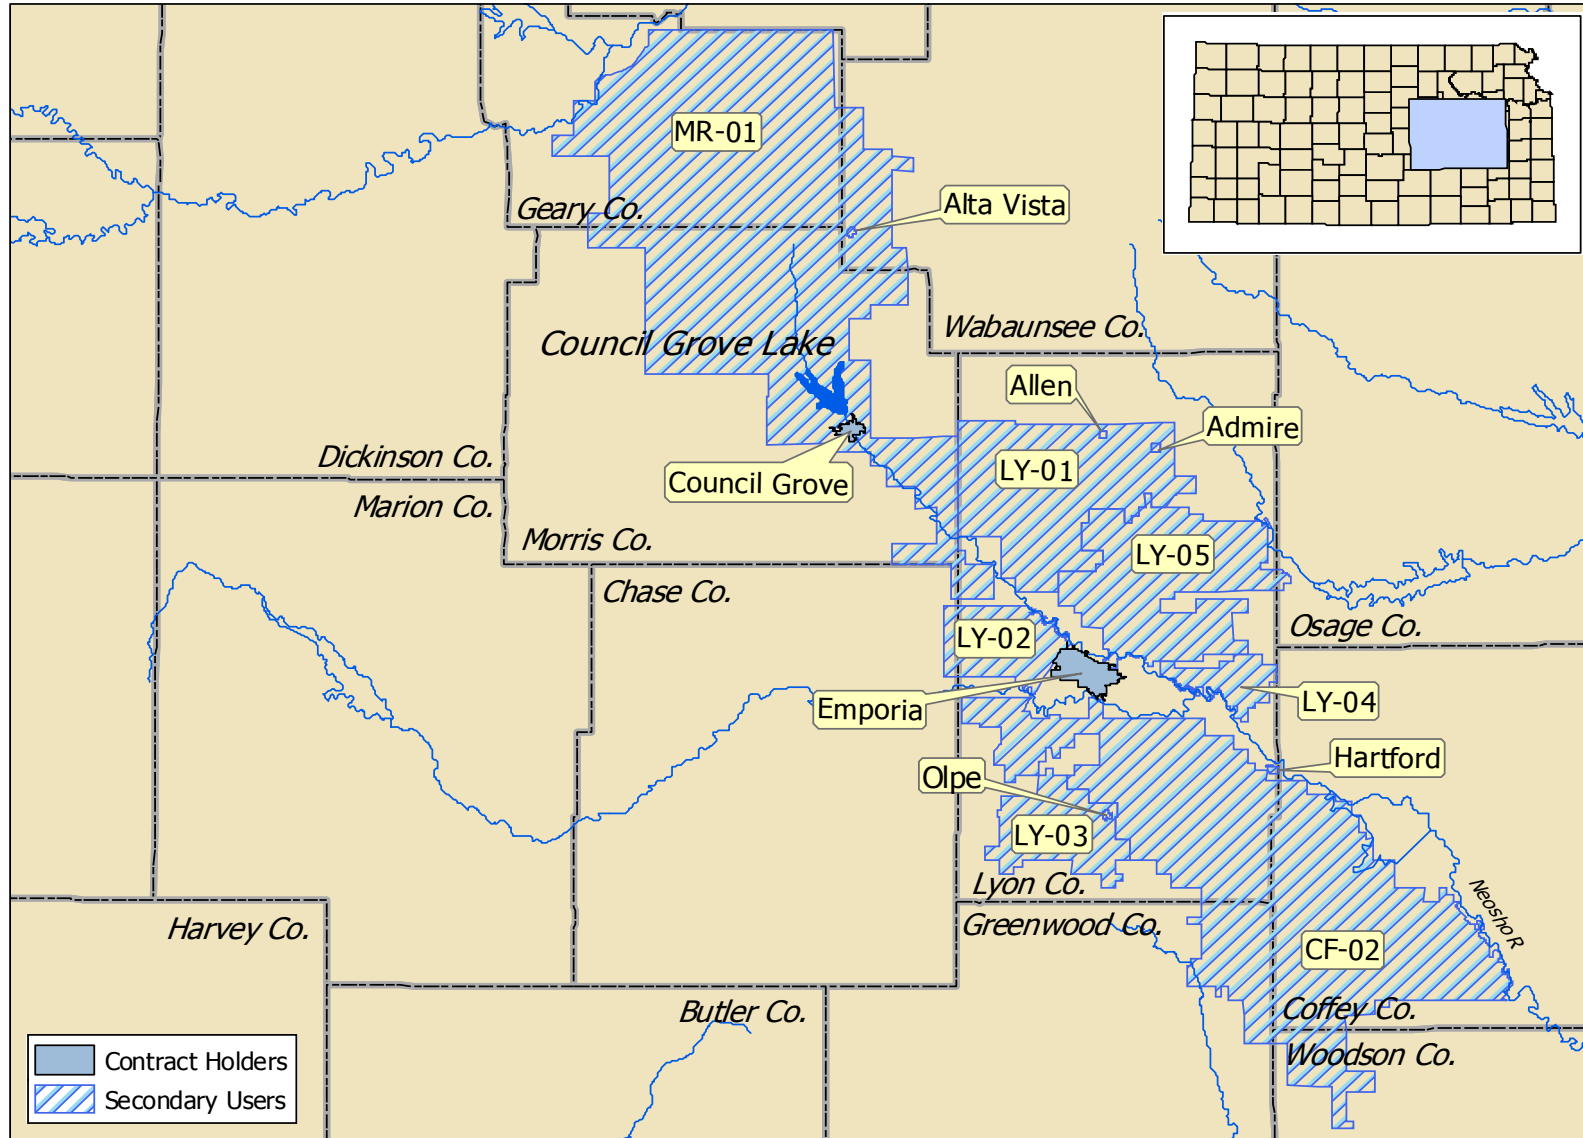 MR-01
Geary Co.
Alta Vista
Council Grove Lake
Wabaunsee Co.
Allen
Admire
Dickinson Co.
LY-01
Council Grove
Marion Co.
Morris Co.
LY-05
Chase Co.
LY-02
Osage Co.
Emporia
LY-04
Hartford
Olpe
LY-03
Lyon Co.
Greenwood Co.
Neosho R
Harvey Co.
CF-02
Butler Co.
Coffey Co.
Woodson Co.
Contract Holders
Secondary Users